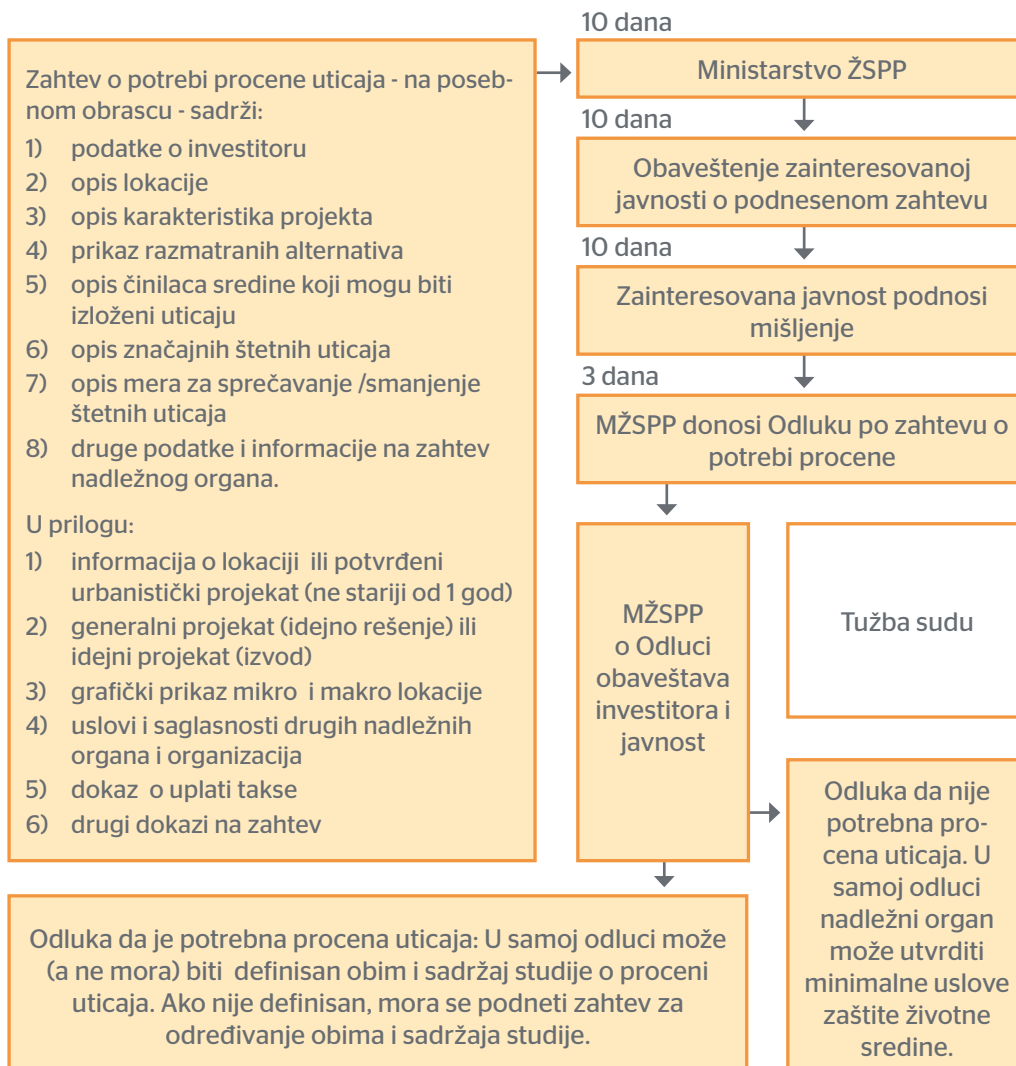 Zahtev o potrebi procene uticaja - na poseb-
nom obrascu - sadrži:
1) podatke o investitoru
2) opis lokacije
3) opis karakteristika projekta
4) prikaz razmatranih alternativa
5) opis činilaca sredine koji mogu biti
izloženi uticaju
6) opis značajnih štetnih uticaja
7) opis mera za sprečavanje /smanjenje
štetnih uticaja
8) druge podatke i informacije na zahtev
nadležnog organa.
U prilogu:
1) informacija o lokaciji ili potvrđeni
urbanistički projekat (ne stariji od 1 god)
2) generalni projekat (idejno rešenje) ili
idejni projekat (izvod)
3) grafički prikaz mikro i makro lokacije
4) uslovi i saglasnosti drugih nadležnih
organa i organizacija
5) dokaz o uplati takse
6) drugi dokazi na zahtev
10 dana
Ministarstvo ŽSPP
10 dana
Obaveštenje zainteresovanoj
javnosti o podnesenom zahtevu
10 dana
Zainteresovana javnost podnosi
mišljenje
3 dana
MŽSPP donosi Odluku po zahtevu o
potrebi procene
MŽSPP
o Odluci
obaveštava
investitora i
javnost
Tužba sudu
Odluka da nije
potrebna pro-
cena uticaja. U
samoj odluci
nadležni organ
može utvrditi
minimalne uslove
zaštite životne
sredine.
Odluka da je potrebna procena uticaja: U samoj odluci može
(a ne mora) biti definisan obim i sadržaj studije o proceni
uticaja. Ako nije definisan, mora se podneti zahtev za
određivanje obima i sadržaja studije.